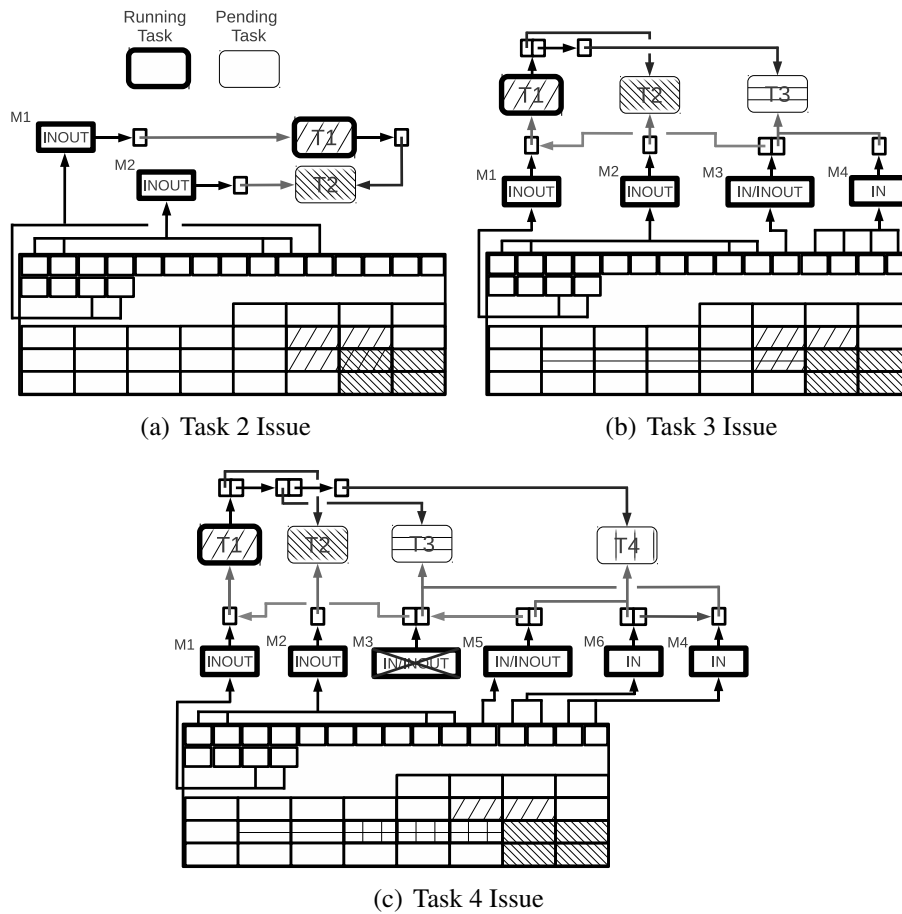 Running Task
Pending Task
M1
INOUT
T1
M2
INOUT
T2
(a) Task 2 Issue
T1
T2
T3
M1
INOUT
M2
INOUT
M3
IN/INOUT
M4
IN
(b) Task 3 Issue
T1
T2
T3
T4
M1
INOUT
M2
INOUT
M3
IN/INOUT
M5
IN/INOUT
M6
IN
M4
IN
(c) Task 4 Issue